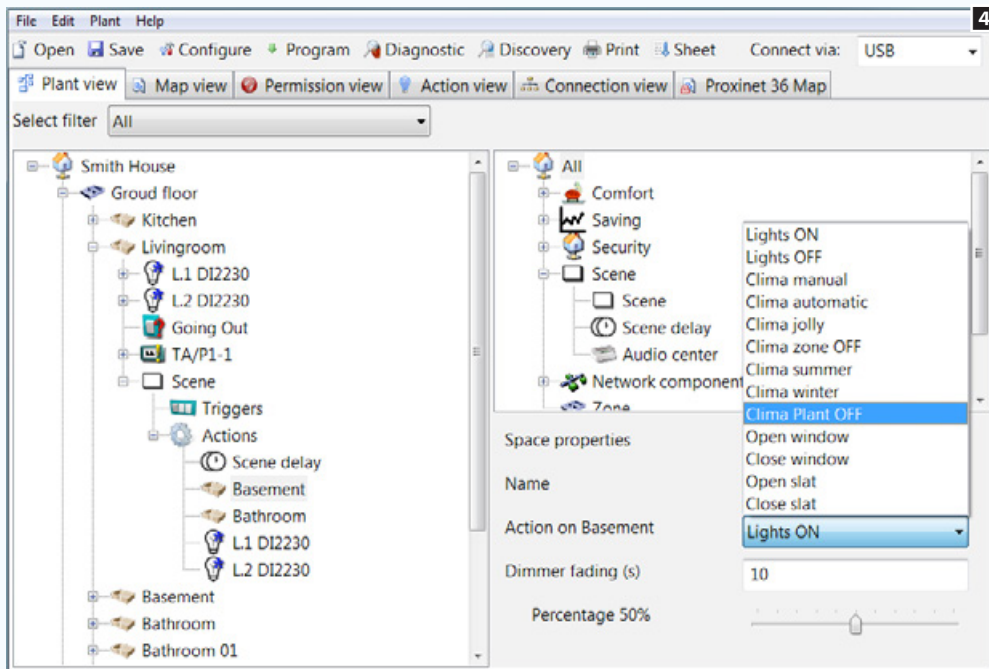 File Edit Plant Help
4
Open Save Configure Program Diagnostic Discovery Print Sheet Connect via: USB
Plant view Map view Permission view Action view Connection view Proxinet 36 Map
Select filter All
Smith House
Groud floor
Kitchen
Livingroom
L.1 DI2230
L.2 DI2230
Going Out
TA/P1-1
Scene
Triggers
Actions
Scene delay
Basement
Bathroom
L.1 DI2230
L.2 DI2230
Basement
Bathroom
Bathroom 01
All
Comfort
Saving
Security
Scene
Scene
Scene delay
Audio center
Network component
Zone
Lights ON
Lights OFF
Clima manual
Clima automatic
Clima jolly
Clima zone OFF
Clima summer
Clima winter
Clima Plant OFF
Open window
Close window
Open slat
Close slat
Space properties
Name
Action on Basement Lights ON
Dimmer fading (s) 10
Percentage 50%